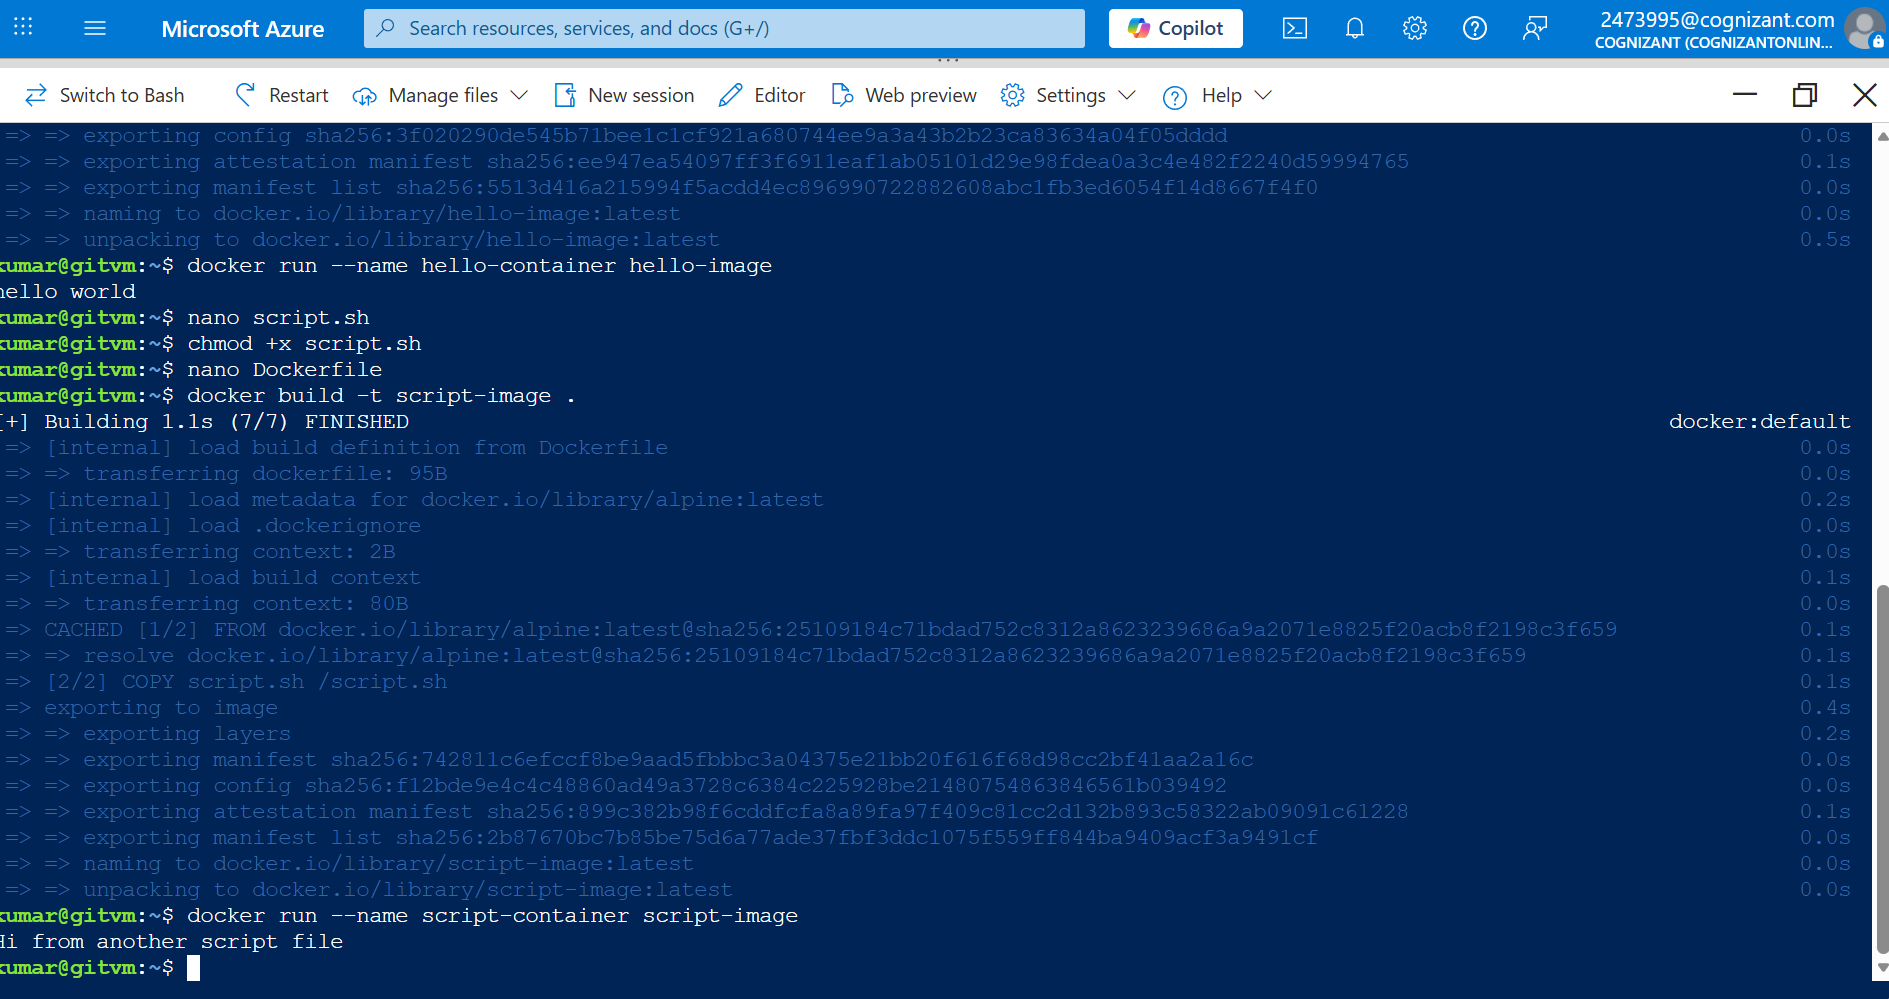 Microsoft Azure
Search resources, services, and docs (G+/)
Copilot
2473995@cognizant.com
COGNIZANT (COGNIZANTONLIN...
Switch to Bash Restart Manage files New session Editor Web preview Settings Help
=> => exporting config sha256:3f020290de545b71bee1c1cf921a680744ee9a3a43b2b23ca83634a04f05dddd 0.0s
=> => exporting attestation manifest sha256:ee947ea54097ff3f6911eaf1ab05101d29e98fdea0a3c4e482f2240d59994765 0.1s
=> => exporting manifest list sha256:5513d416a215994f5acdd4ec896990722882608abc1fb3ed6054f14d8667f4f0 0.0s
=> => naming to docker.io/library/hello-image:latest 0.0s
=> => unpacking to docker.io/library/hello-image:latest 0.5s
kumar@gitvm:~$ docker run --name hello-container hello-image
hello world
kumar@gitvm:~$ nano script.sh
kumar@gitvm:~$ chmod +x script.sh
kumar@gitvm:~$ nano Dockerfile
kumar@gitvm:~$ docker build -t script-image .
[+] Building 1.1s (7/7) FINISHED docker:default
=> [internal] load build definition from Dockerfile 0.0s
=> => transferring dockerfile: 95B 0.0s
=> [internal] load metadata for docker.io/library/alpine:latest 0.2s
=> [internal] load .dockerignore 0.0s
=> => transferring context: 2B 0.0s
=> [internal] load build context 0.1s
=> => transferring context: 80B 0.0s
=> CACHED [1/2] FROM docker.io/library/alpine:latest@sha256:25109184c71bdad752c8312a8623239686a9a2071e8825f20acb8f2198c3f659 0.1s
=> => resolve docker.io/library/alpine:latest@sha256:25109184c71bdad752c8312a8623239686a9a2071e8825f20acb8f2198c3f659 0.1s
=> [2/2] COPY script.sh /script.sh 0.1s
=> exporting to image 0.4s
=> => exporting layers 0.2s
=> => exporting manifest sha256:742811c6efccf8be9aad5fbbbc3a04375e21bb20f616f68d98cc2bf41aa2a16c 0.0s
=> => exporting config sha256:f12bde9e4c4c48860ad49a3728c6384c225928be21480754863846561b039492 0.0s
=> => exporting attestation manifest sha256:899c382b98f6cddfcfa8a89fa97f409c81cc2d132b893c58322ab09091c61228 0.1s
=> => exporting manifest list sha256:2b87670bc7b85be75d6a77ade37fbf3ddc1075f559ff844ba9409acf3a9491cf 0.0s
=> => naming to docker.io/library/script-image:latest 0.0s
=> => unpacking to docker.io/library/script-image:latest 0.0s
kumar@gitvm:~$ docker run --name script-container script-image
Hi from another script file
kumar@gitvm:~$